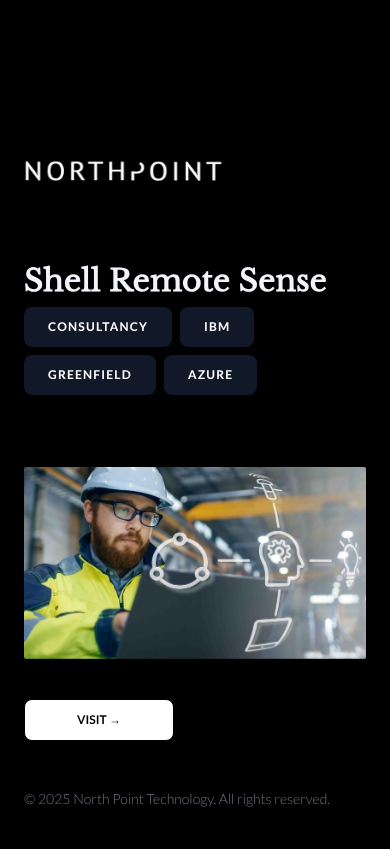 NORTHPOINT
Shell Remote Sense
CONSULTANCY
IBM
GREENFIELD
AZURE
VISIT →
© 2025 North Point Technology. All rights reserved.